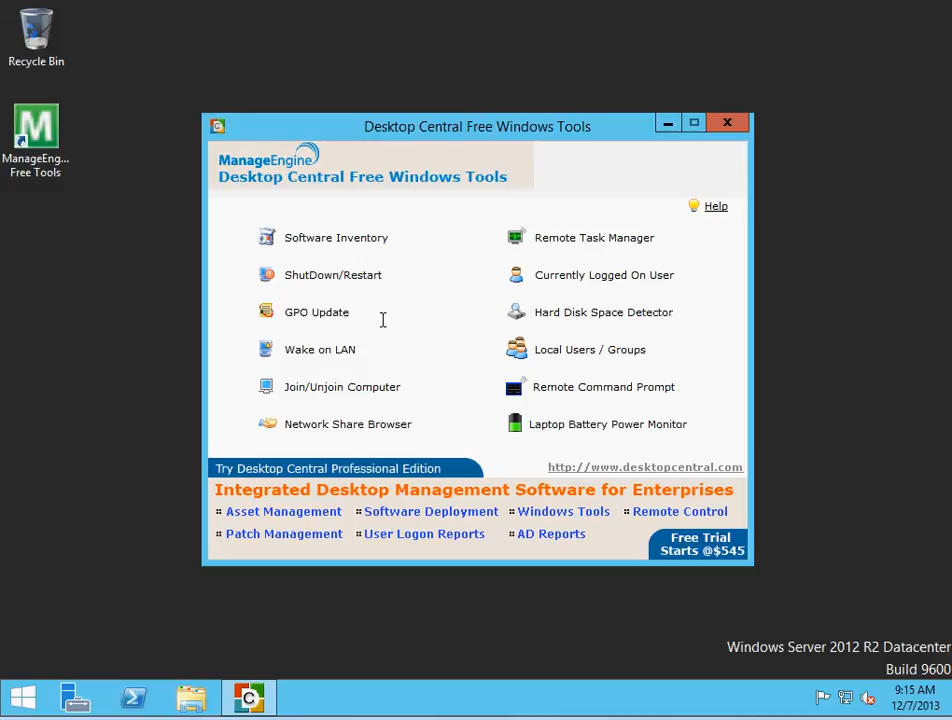 Recycle Bin
ManageEng...
Free Tools
Desktop Central Free Windows Tools
ManageEngine
Desktop Central Free Windows Tools
Help
Software Inventory
Remote Task Manager
ShutDown/Restart
Currently Logged On User
GPO Update
Hard Disk Space Detector
Wake on LAN
Local Users / Groups
Join/Unjoin Computer
Remote Command Prompt
Network Share Browser
Laptop Battery Power Monitor
Try Desktop Central Professional Edition
http://www.desktopcentral.com
Integrated Desktop Management Software for Enterprises
Asset Management
Software Deployment
Windows Tools
Remote Control
Patch Management
User Logon Reports
AD Reports
Free Trial
Starts @$545
Windows Server 2012 R2 Datacenter
Build 9600
9:15 AM
12/7/2013